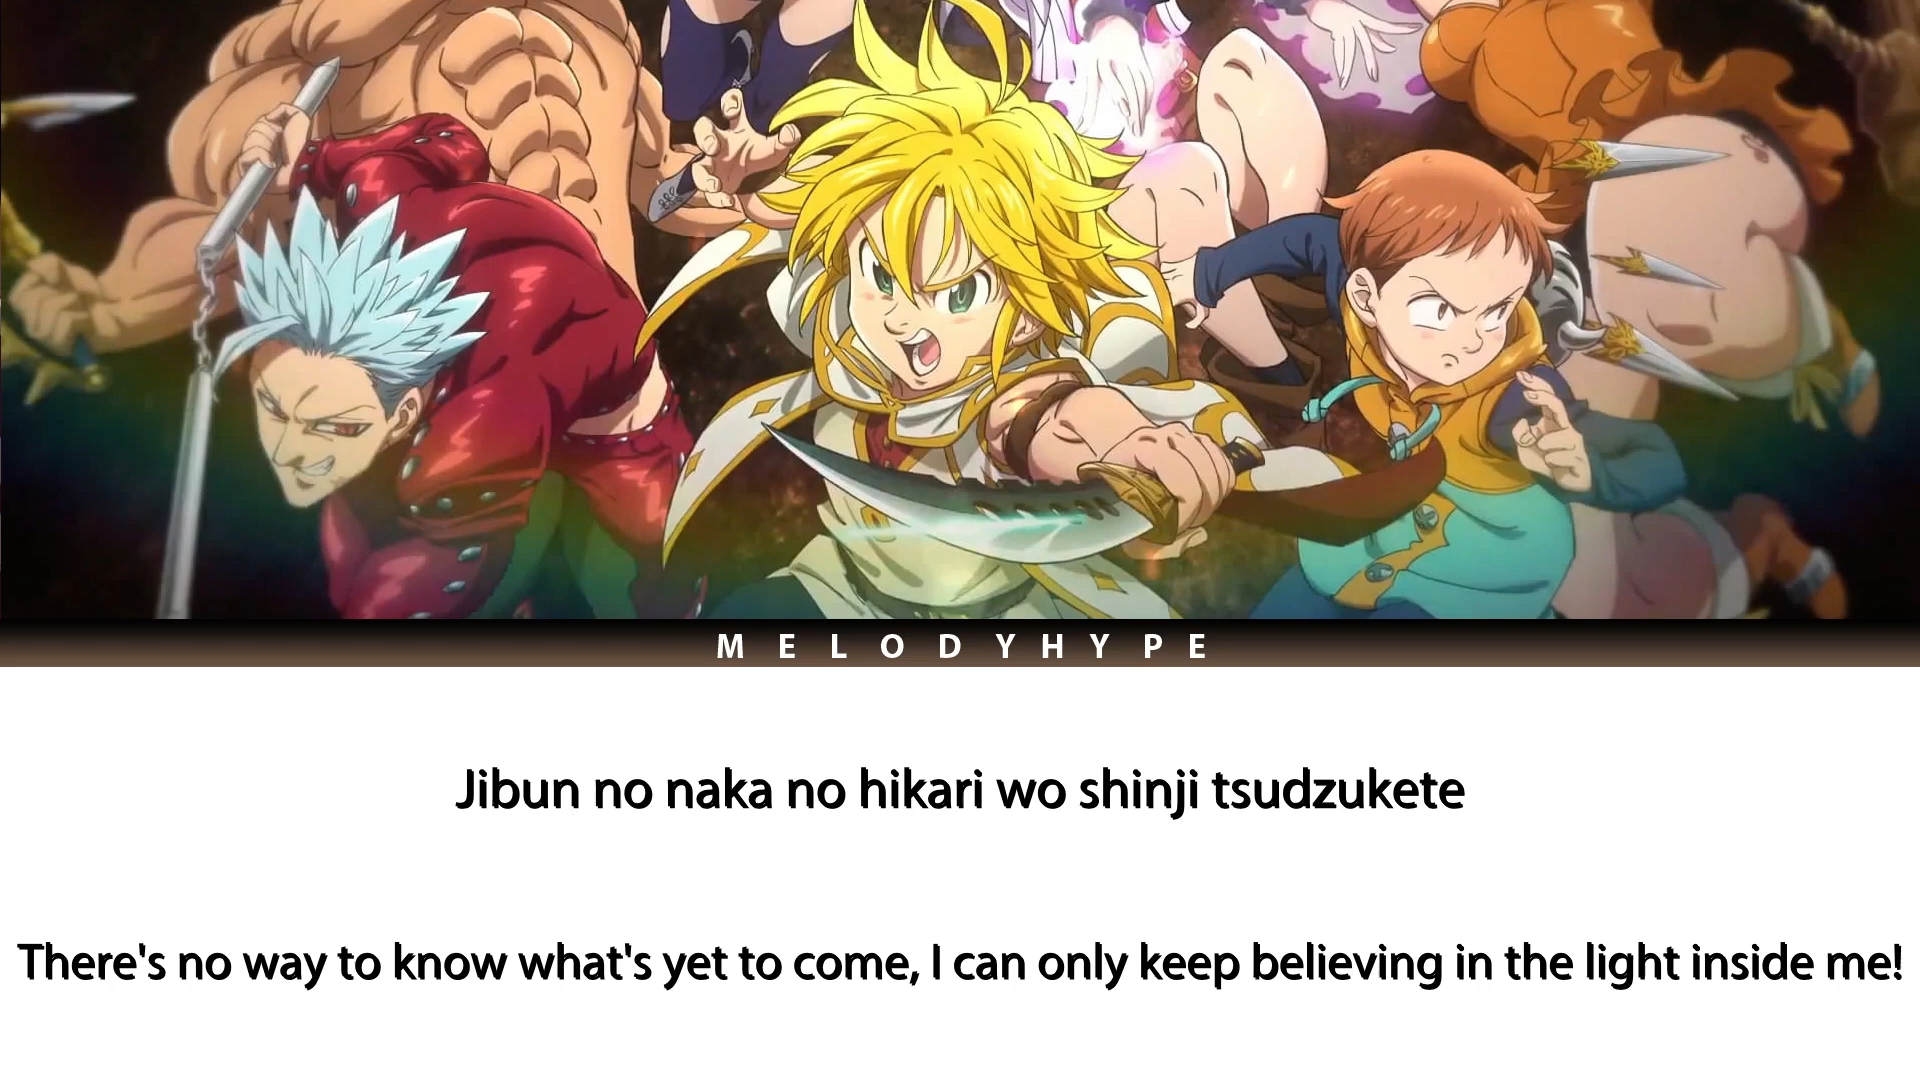 MELODYHYPE
Jibun no naka no hikari wo shinji tsudzukete
There's no way to know what's yet to come, I can only keep believing in the light inside me!